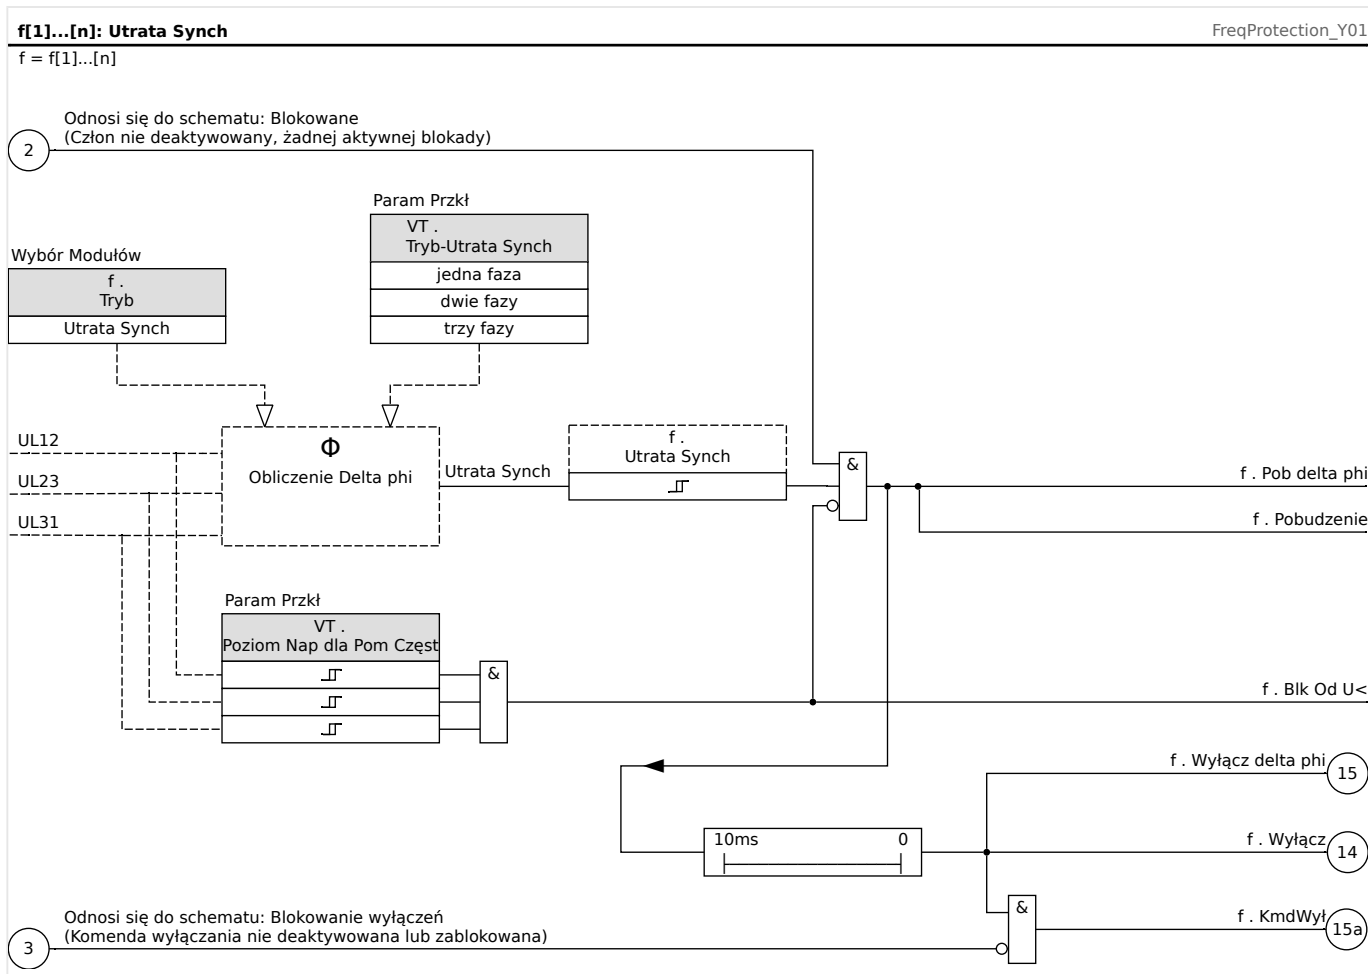 f[1]...[n]: Utrata Synch
FreqProtection_Y01
f = f[1]...[n]
Odnosi się do schematu: Blokowane
(Człon nie deaktywowany, żadnej aktywnej blokady)
2
Param Przkł
VT .
Tryb-Utrata Synch
jedna faza
dwie fazy
trzy fazy
Wybór Modułów
f .
Tryb
Utrata Synch
UL12
UL23
UL31
Φ
Obliczenie Delta phi
Utrata Synch
f .
Utrata Synch
&
f . Pob delta phi
f . Pobudzenie
Param Przkł
VT .
Poziom Nap dla Pom Częst
&
f . Blk Od U<
f . Wyłącz delta phi
15
10ms
0
f . Wyłącz
14
&
f . KmdWył
15a
Odnosi się do schematu: Blokowanie wyłączeń
(Komenda wyłączania nie deaktywowana lub zablokowana)
3